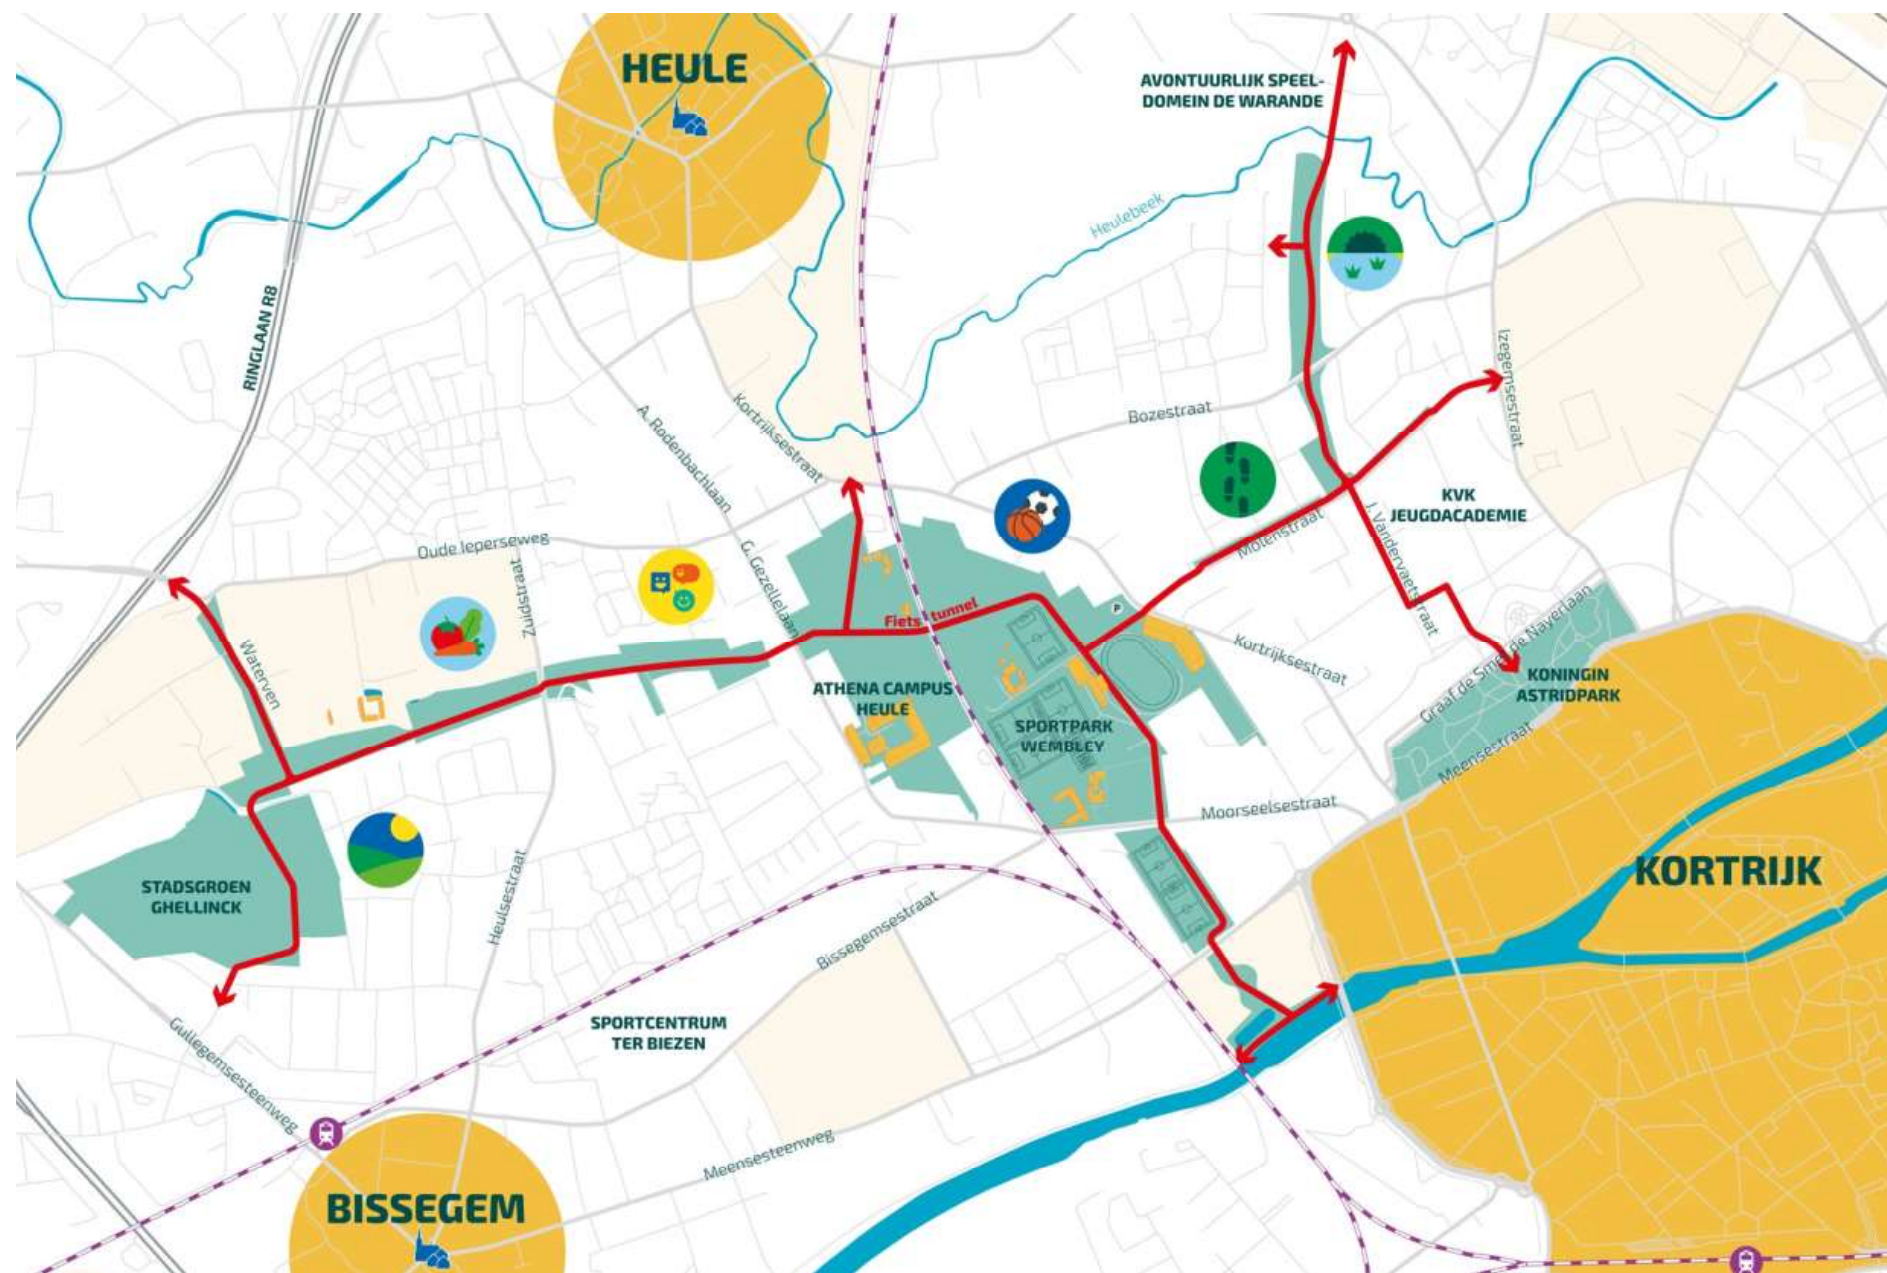 HEULE
AVONTUURLIJK SPEEL-
DOMEIN DE WARANDE
Heulebeek
RINGLAAN R8
Izegemsestraat
A. Rodenbachlaan
Kortrijksestraat
Bozestraat
KVK
JEUGDACADEMIE
Oude Ieperseweg
Zuidstraat
G. Gezellelaan
Molenstraat
J. Vandervaetstraat
Fietstunnel
P
Waterven
Kortrijksestraat
Graaf de Smet de Nayerlaan
KONINGIN
ASTRIDPARK
ATHENA CAMPUS
HEULE
SPORTPARK
WEMBLEY
Meensestraat
Moorseelsestraat
KORTRIJK
STADSGROEN
GHELLINCK
Heulsestraat
Bissegemsestraat
SPORTCENTRUM
TER BIEZEN
Gullegemsesteenweg
Meensesteenweg
BISSEGEM